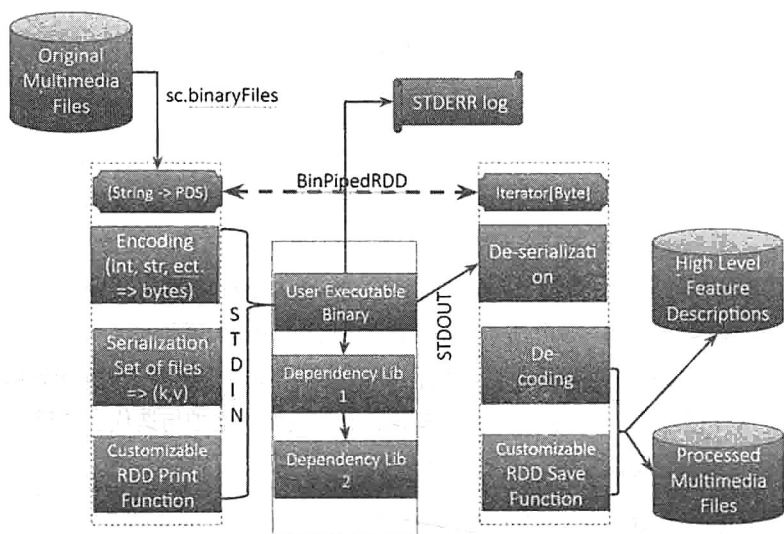 Original
Multimedia
Files
sc.binaryFiles
STDERR log
(String -> PDS)
BinPipedRDD
Iterator[Byte]
Encoding
(int, str, ect.
=> bytes)
Serialization
Set of files
=> (k,v)
Customizable
RDD Print
Function
STDIN
User Executable
Binary
Dependency Lib
1
Dependency Lib
2
STDOUT
De-serializati
on
De-
coding
Customizable
RDD Save
Function
High Level
Feature
Descriptions
Processed
Multimedia
Files